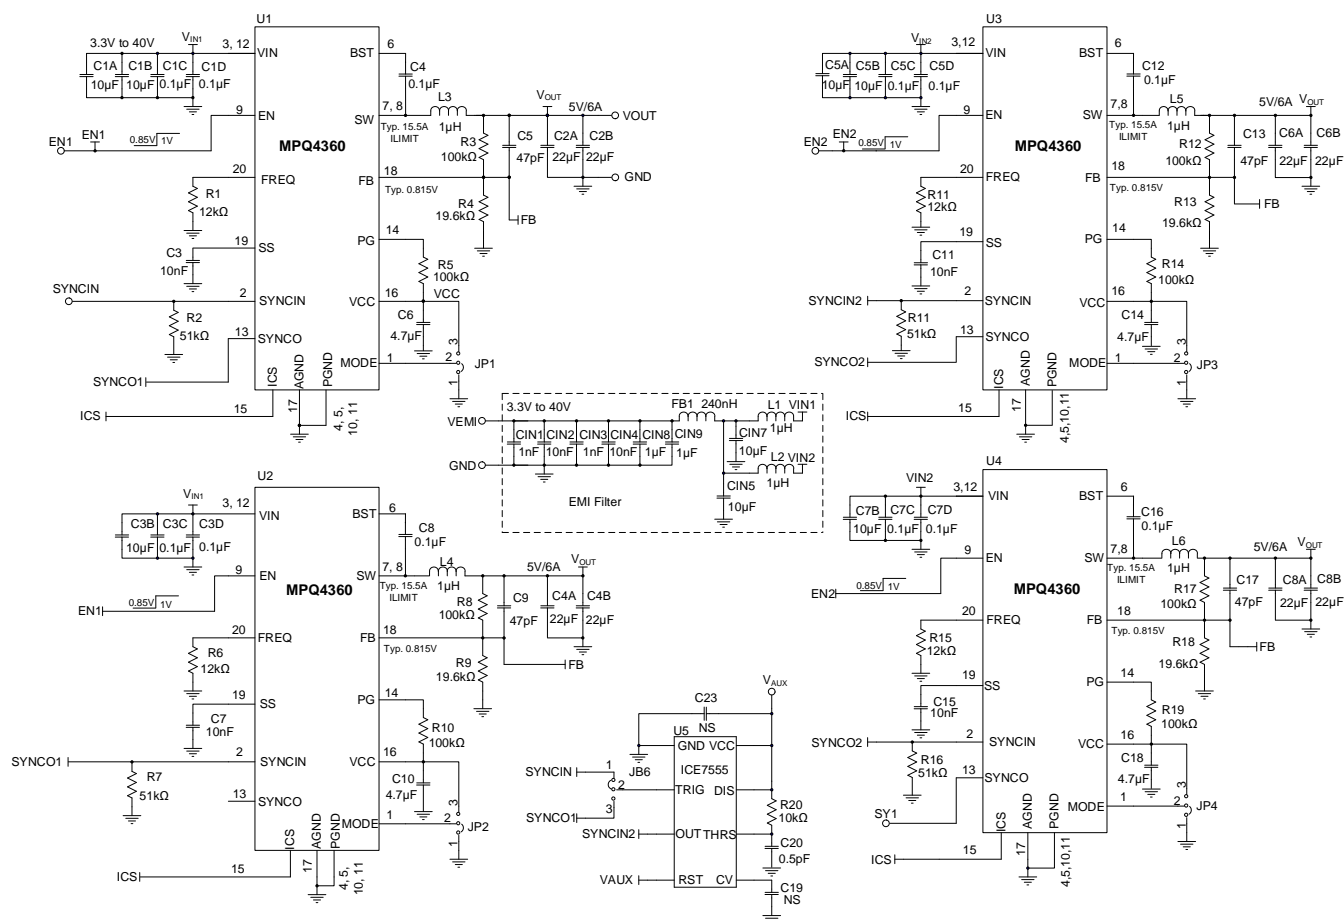 U1
3.3V to 40V
VIN1
3, 12
VIN
BST
6
C1A
10µF
C1B
10µF
C1C
0.1µF
C1D
0.1µF
C4
0.1µF
9
EN
EN1
EN1
0.85V
1V
7, 8
SW
Typ. 15.5A
ILIMIT
L3
1µH
VOUT
5V/6A
VOUT
MPQ4360
R3
100kΩ
C5
47pF
C2A
22µF
C2B
22µF
GND
20
FREQ
R1
12kΩ
FB
18
Typ. 0.815V
R4
19.6kΩ
FB
19
SS
C3
10nF
PG
14
R5
100kΩ
SYNCIN
2
SYNCIN
R2
51kΩ
VCC
16
VCC
C6
4.7µF
13
SYNCO
SYNCO1
MODE
1
3
2
1
JP1
ICS
AGND
PGND
ICS
15
17
4, 5,
10, 11
U3
VIN2
3,12
VIN
BST
6
C5A
10µF
C5B
10µF
C5C
0.1µF
C5D
0.1µF
C12
0.1µF
9
EN
EN2
EN2
0.85V
1V
7,8
SW
Typ. 15.5A
ILIMIT
L5
1µH
5V/6A
VOUT
MPQ4360
R12
100kΩ
C13
47pF
C6A
22µF
C6B
22µF
20
FREQ
R11
12kΩ
FB
18
Typ. 0.815V
R13
19.6kΩ
FB
19
SS
C11
10nF
PG
14
R14
100kΩ
SYNCIN2
2
SYNCIN
R11
51kΩ
VCC
16
C14
4.7µF
13
SYNCO
SYNCO2
MODE
1
3
2
1
JP3
ICS
AGND
PGND
ICS
15
17
4,5,10,11
VEMI
3.3V to 40V
FB1 240nH
L1
1µH
VIN1
CIN1
1nF
CIN2
10nF
CIN3
1nF
CIN4
10nF
CIN8
1µF
CIN9
1µF
CIN7
10µF
L2
1µH
VIN2
GND
CIN5
10µF
EMI Filter
U2
VIN1
3, 12
VIN
BST
6
C3B
10µF
C3C
0.1µF
C3D
0.1µF
C8
0.1µF
9
EN
EN1
0.85V
1V
7, 8
SW
Typ. 15.5A
ILIMIT
L4
1µH
5V/6A
VOUT
MPQ4360
R8
100kΩ
C9
47pF
C4A
22µF
C4B
22µF
20
FREQ
R6
12kΩ
FB
18
Typ. 0.815V
R9
19.6kΩ
FB
19
SS
C7
10nF
PG
14
R10
100kΩ
SYNCO1
2
SYNCIN
R7
51kΩ
VCC
16
C10
4.7µF
13
SYNCO
MODE
1
3
2
1
JP2
ICS
AGND
PGND
ICS
15
17
4, 5,
10, 11
VAUX
C23
NS
U5
GND VCC
ICE7555
SYNCIN
1
JB6
2
TRIG DIS
3
SYNCO1
R20
10kΩ
SYNCIN2
OUT THRS
C20
0.5pF
VAUX
RST CV
C19
NS
U4
VIN2
3,12
VIN
BST
6
C7B
10µF
C7C
0.1µF
C7D
0.1µF
C16
0.1µF
9
EN
EN2
0.85V
1V
7,8
SW
Typ. 15.5A
ILIMIT
L6
1µH
5V/6A
VOUT
MPQ4360
R17
100kΩ
C17
47pF
C8A
22µF
C8B
22µF
20
FREQ
R15
12kΩ
FB
18
Typ. 0.815V
R18
19.6kΩ
FB
19
SS
C15
10nF
PG
14
R19
100kΩ
SYNCO2
2
SYNCIN
R16
51kΩ
VCC
16
C18
4.7µF
13
SYNCO
SY1
MODE
1
3
2
1
JP4
ICS
AGND
PGND
ICS
15
17
4,5,10,11